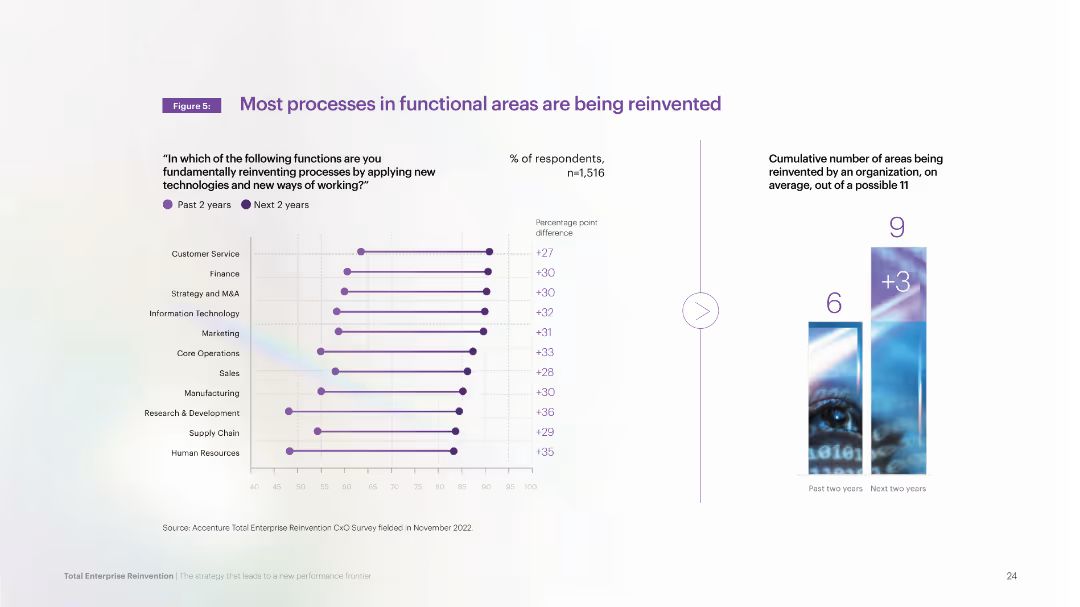 Figure 5:
Most processes in functional areas are being reinvented
“In which of the following functions are you
fundamentally reinventing processes by applying new
technologies and new ways of working?”
% of respondents,
n=1,516
Past 2 years
Next 2 years
Percentage point
difference
Customer Service +27
Finance +30
Strategy and M&A +30
Information Technology +32
Marketing +31
Core Operations +33
Sales +28
Manufacturing +30
Research & Development +36
Supply Chain +29
Human Resources +35
40 45 50 55 60 65 70 75 80 85 90 95 100
Source: Accenture Total Enterprise Reinvention CxO Survey fielded in November 2022.
Cumulative number of areas being
reinvented by an organization, on
average, out of a possible 11
9
+3
6
Past two years
Next two years
Total Enterprise Reinvention | The strategy that leads to a new performance frontier
24